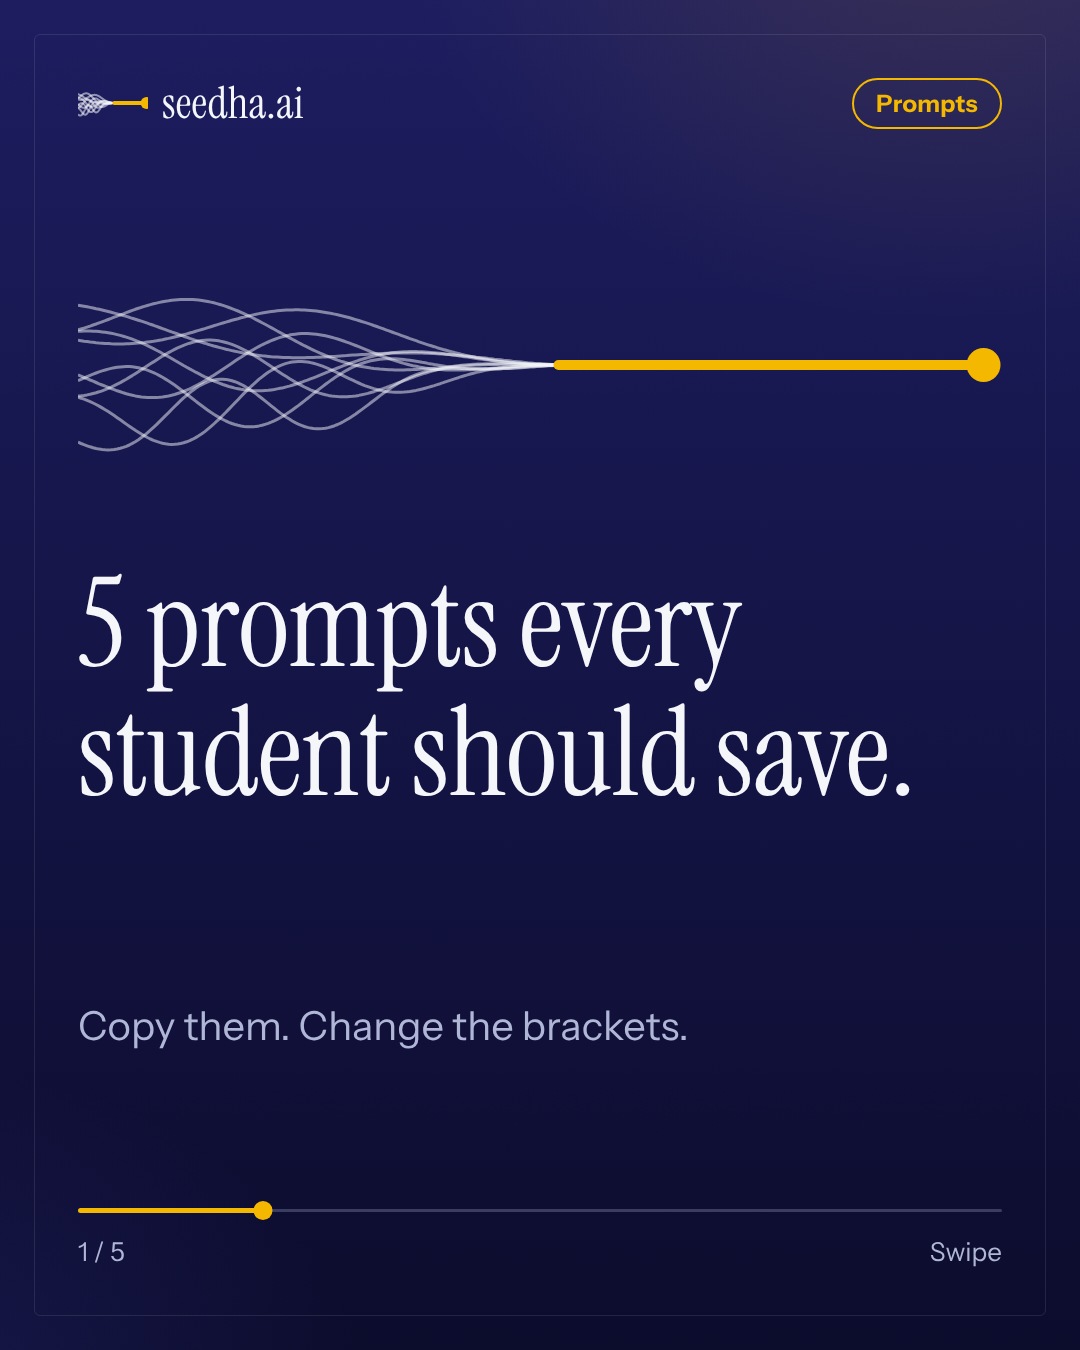 seedha.ai
Prompts
5 prompts every
student should save.
Copy them. Change the brackets.
1 / 5
Swipe